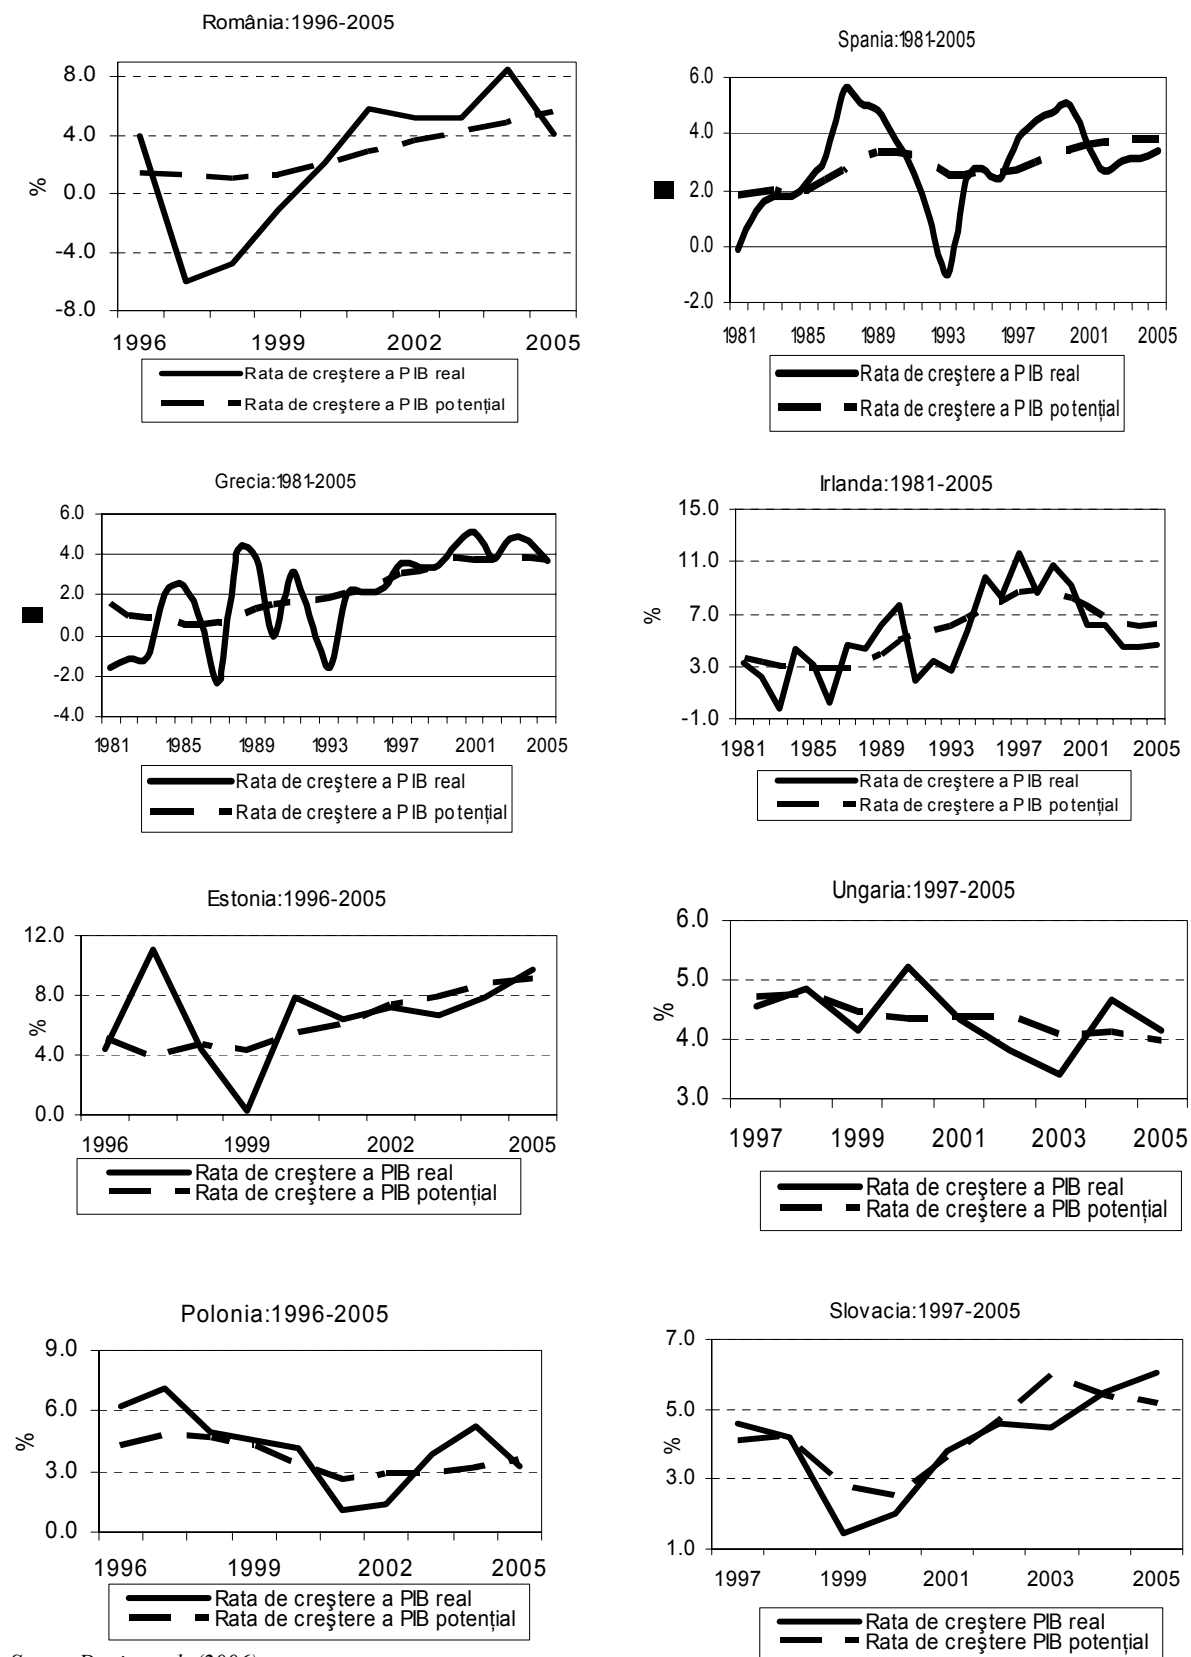 România:1996-2005
8.0
4.0
0.0
-4.0
-8.0
%
1996 1999 2002 2005
Rata de creştere a PIB real
Rata de creştere a PIB potenţial
Spania:1981-2005
6.0
4.0
2.0
0.0
-2.0
1981 1985 1989 1993 1997 2001 2005
Rata de creştere a PIB real
Rata de creştere a PIB potenţial
Grecia:1981-2005
6.0
4.0
2.0
0.0
-2.0
-4.0
1981 1985 1989 1993 1997 2001 2005
Rata de creştere a PIB real
Rata de creştere a PIB potenţial
Irlanda:1981-2005
15.0
11.0
7.0
3.0
-1.0
%
1981 1985 1989 1993 1997 2001 2005
Rata de creştere a PIB real
Rata de creştere a PIB potenţial
Estonia:1996-2005
12.0
8.0
4.0
0.0
%
1996 1999 2002 2005
Rata de creştere a PIB real
Rata de creştere a PIB potenţial
Ungaria:1997-2005
6.0
5.0
4.0
3.0
%
1997 1999 2001 2003 2005
Rata de creştere a PIB real
Rata de creştere a PIB potenţial
Polonia:1996-2005
9.0
6.0
3.0
0.0
%
1996 1999 2002 2005
Rata de creştere a PIB real
Rata de creştere a PIB potenţial
Slovacia:1997-2005
7.0
5.0
3.0
1.0
%
1997 1999 2001 2003 2005
Rata de creştere PIB real
Rata de creştere PIB potenţial
(2006)